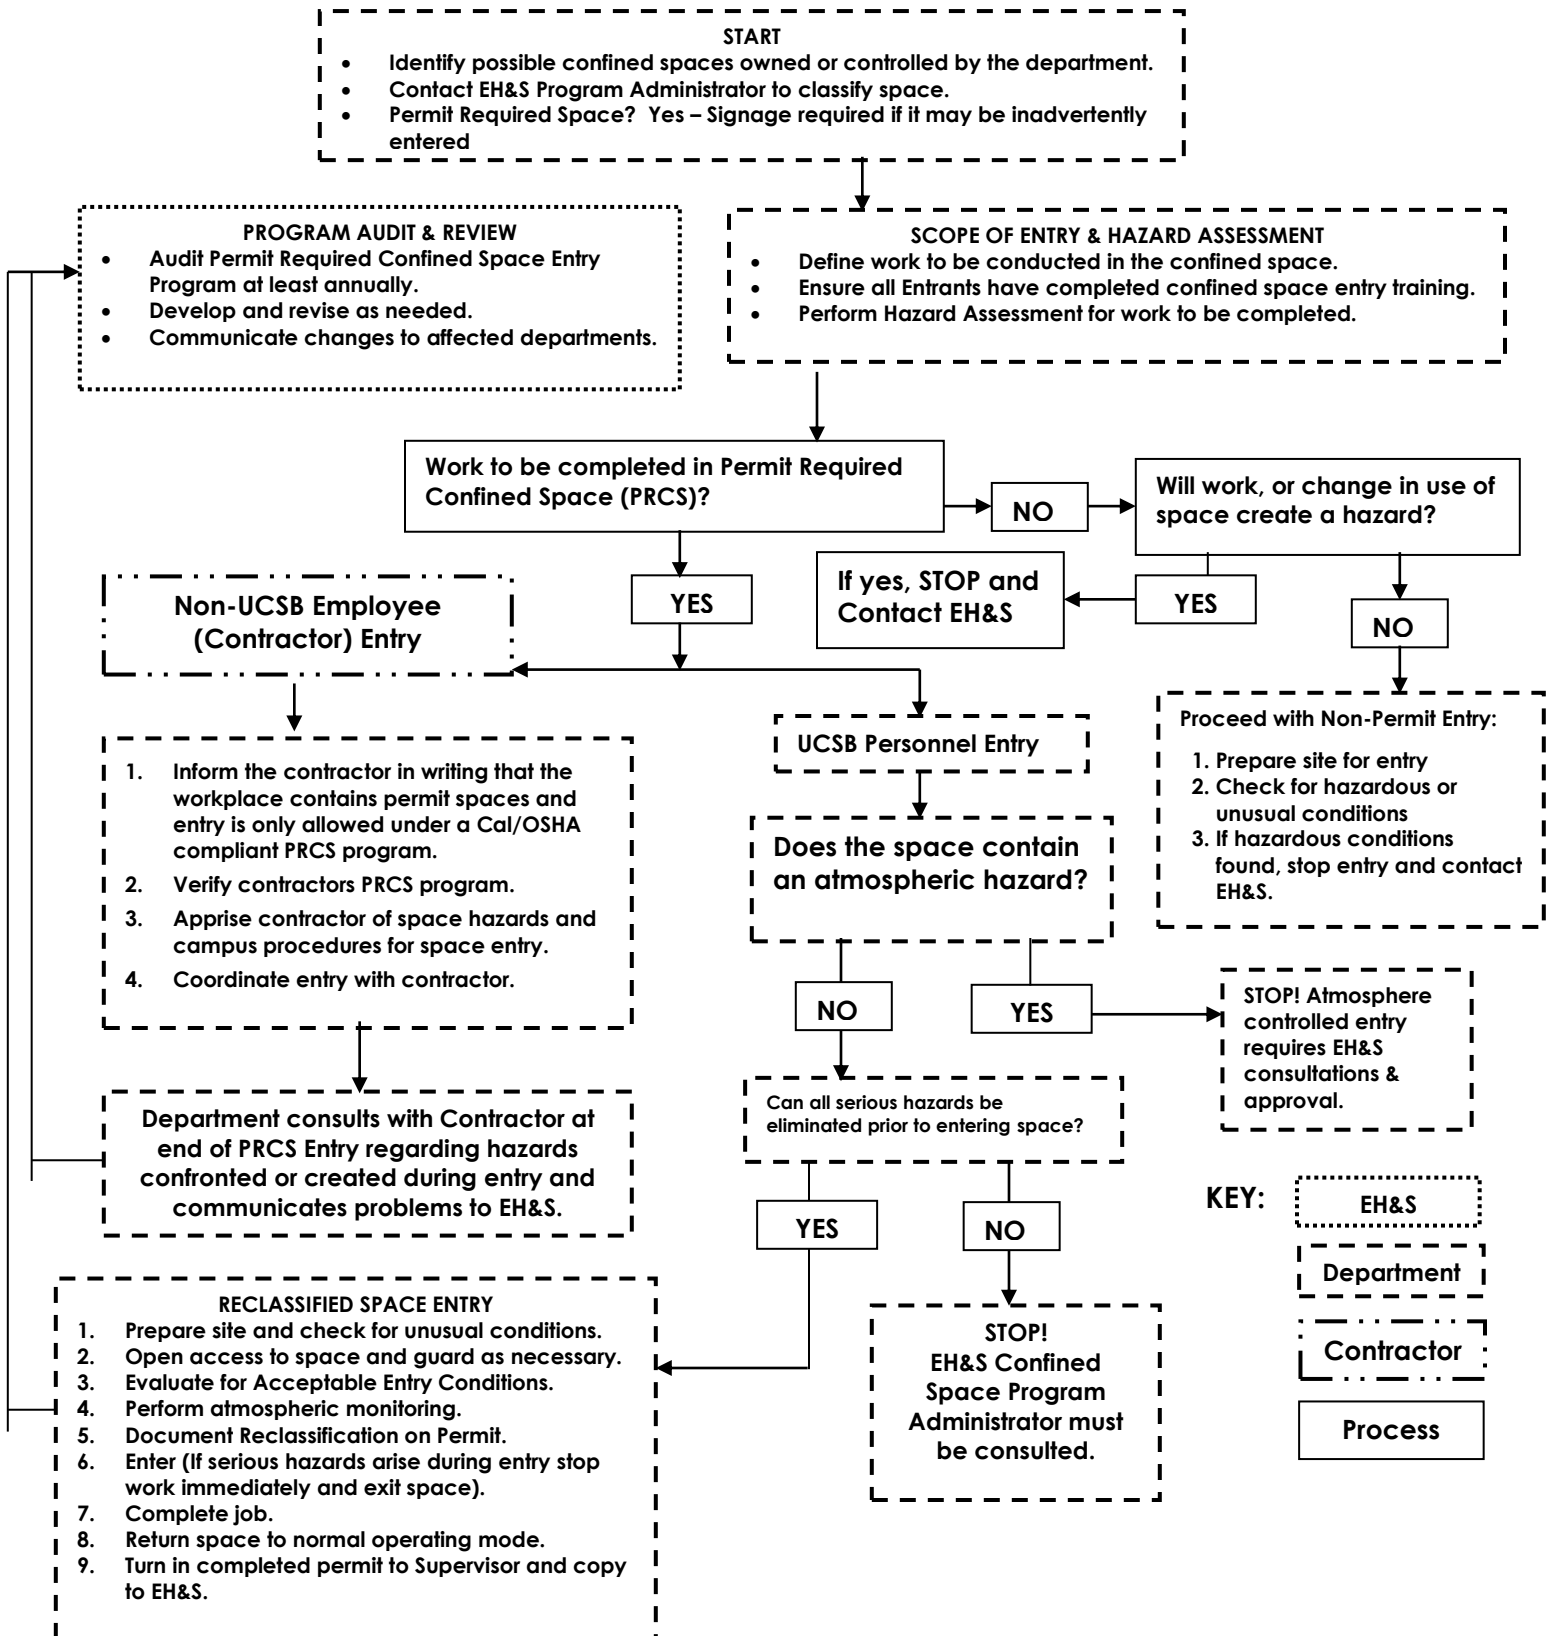 START
• Identify possible confined spaces owned or controlled by the department.
• Contact EH&S Program Administrator to classify space.
• Permit Required Space?  Yes – Signage required if it may be inadvertently
entered
PROGRAM AUDIT & REVIEW
• Audit Permit Required Confined Space Entry
Program at least annually.
• Develop and revise as needed.
• Communicate changes to affected departments.
SCOPE OF ENTRY & HAZARD ASSESSMENT
• Define work to be conducted in the confined space.
• Ensure all Entrants have completed confined space entry training.
• Perform Hazard Assessment for work to be completed.
Work to be completed in Permit Required
Confined Space (PRCS)?
NO
Will work, or change in use of
space create a hazard?
YES
If yes, STOP and
Contact EH&S
YES
NO
Non-UCSB Employee
(Contractor) Entry
Proceed with Non-Permit Entry:
1. Prepare site for entry
2. Check for hazardous or
unusual conditions
3. If hazardous conditions
found, stop entry and contact
EH&S.
UCSB Personnel Entry
1. Inform the contractor in writing that the
workplace contains permit spaces and
entry is only allowed under a Cal/OSHA
compliant PRCS program.
2. Verify contractors PRCS program.
3. Apprise contractor of space hazards and
campus procedures for space entry.
4. Coordinate entry with contractor.
Does the space contain
an atmospheric hazard?
NO
YES
STOP! Atmosphere
controlled entry
requires EH&S
consultations &
approval.
Can all serious hazards be
eliminated prior to entering space?
Department consults with Contractor at
end of PRCS Entry regarding hazards
confronted or created during entry and
communicates problems to EH&S.
YES
NO
KEY:
EH&S
Department
Contractor
Process
RECLASSIFIED SPACE ENTRY
1. Prepare site and check for unusual conditions.
2. Open access to space and guard as necessary.
3. Evaluate for Acceptable Entry Conditions.
4. Perform atmospheric monitoring.
5. Document Reclassification on Permit.
6. Enter (If serious hazards arise during entry stop
work immediately and exit space).
7. Complete job.
8. Return space to normal operating mode.
9. Turn in completed permit to Supervisor and copy
to EH&S.
STOP!
EH&S Confined
Space Program
Administrator must
be consulted.